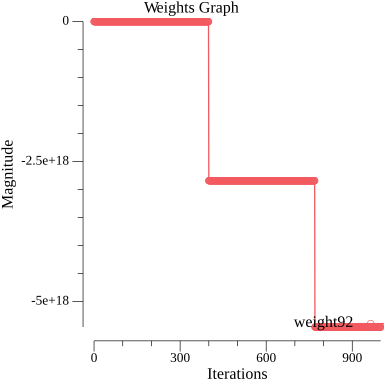 Weights Graph
0
-2.5e+18
-5e+18
Magnitude
weight92
0 300 600 900
Iterations